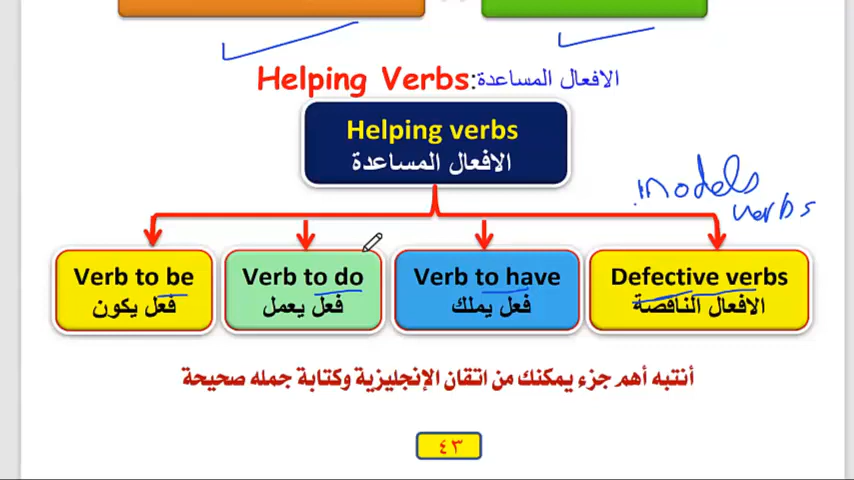 Helping Verbs:الافعال المساعدة
Helping verbs
الافعال المساعدة
models
verbs
Verb to be
فعل يكون
Verb to do
فعل يعمل
Verb to have
فعل يملك
Defective verbs
الافعال الناقصة
أنتبه أهم جزء يمكنك من اتقان الإنجليزية وكتابة جمله صحيحة
٤٣